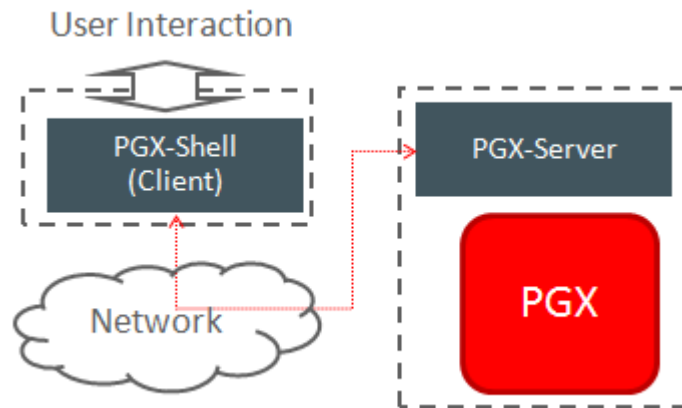 User Interaction
PGX-Shell
(Client)
PGX-Server
Network
PGX